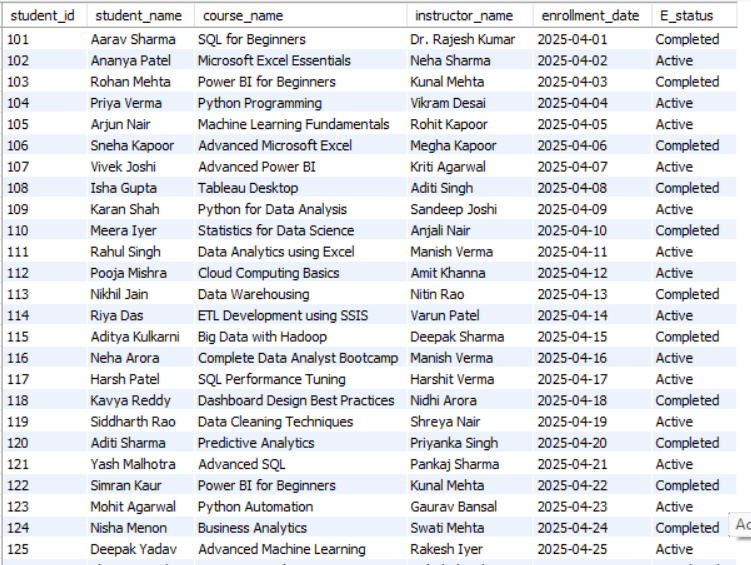 student_id student_name course_name instructor_name enrollment_date E_status
101 Aarav Sharma SQL for Beginners Dr. Rajesh Kumar 2025-04-01 Completed
102 Ananya Patel Microsoft Excel Essentials Neha Sharma 2025-04-02 Active
103 Rohan Mehta Power BI for Beginners Kunal Mehta 2025-04-03 Completed
104 Priya Verma Python Programming Vikram Desai 2025-04-04 Active
105 Arjun Nair Machine Learning Fundamentals Rohit Kapoor 2025-04-05 Active
106 Sneha Kapoor Advanced Microsoft Excel Megha Kapoor 2025-04-06 Completed
107 Vivek Joshi Advanced Power BI Kriti Agarwal 2025-04-07 Active
108 Isha Gupta Tableau Desktop Aditi Singh 2025-04-08 Completed
109 Karan Shah Python for Data Analysis Sandeep Joshi 2025-04-09 Active
110 Meera Iyer Statistics for Data Science Anjali Nair 2025-04-10 Completed
111 Rahul Singh Data Analytics using Excel Manish Verma 2025-04-11 Active
112 Pooja Mishra Cloud Computing Basics Amit Khanna 2025-04-12 Active
113 Nikhil Jain Data Warehousing Nitin Rao 2025-04-13 Completed
114 Riya Das ETL Development using SSIS Varun Patel 2025-04-14 Active
115 Aditya Kulkarni Big Data with Hadoop Deepak Sharma 2025-04-15 Completed
116 Neha Arora Complete Data Analyst Bootcamp Manish Verma 2025-04-16 Active
117 Harsh Patel SQL Performance Tuning Harshit Verma 2025-04-17 Active
118 Kavya Reddy Dashboard Design Best Practices Nidhi Arora 2025-04-18 Completed
119 Siddharth Rao Data Cleaning Techniques Shreya Nair 2025-04-19 Active
120 Aditi Sharma Predictive Analytics Priyanka Singh 2025-04-20 Completed
121 Yash Malhotra Advanced SQL Pankaj Sharma 2025-04-21 Active
122 Simran Kaur Power BI for Beginners Kunal Mehta 2025-04-22 Completed
123 Mohit Agarwal Python Automation Gaurav Bansal 2025-04-23 Active
124 Nisha Menon Business Analytics Swati Mehta 2025-04-24 Completed
125 Deepak Yadav Advanced Machine Learning Rakesh Iyer 2025-04-25 Active